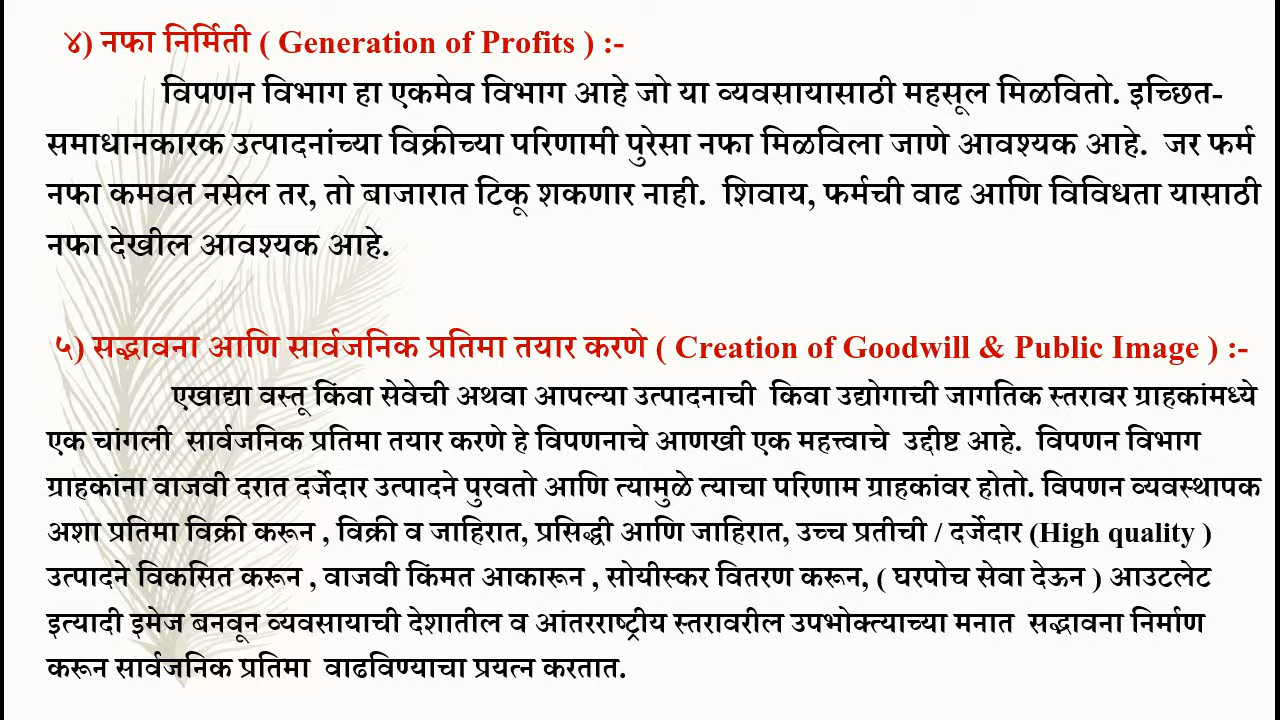 ४) नफा निर्मिती ( Generation of Profits ) :-
विपणन विभाग हा एकमेव विभाग आहे जो या व्यवसायासाठी महसूल मिळवितो. इच्छित-
समाधानकारक उत्पादनांच्या विक्रीच्या परिणामी पुरेसा नफा मिळविला जाणे आवश्यक आहे. जर फर्म
नफा कमवत नसेल तर, तो बाजारात टिकू शकणार नाही. शिवाय, फर्मची वाढ आणि विविधता यासाठी
नफा देखील आवश्यक आहे.
५) सद्भावना आणि सार्वजनिक प्रतिमा तयार करणे ( Creation of Goodwill & Public Image ) :-
एखाद्या वस्तू किंवा सेवेची अथवा आपल्या उत्पादनाची किवा उद्योगाची जागतिक स्तरावर ग्राहकांमध्ये
एक चांगली सार्वजनिक प्रतिमा तयार करणे हे विपणनाचे आणखी एक महत्त्वाचे उद्दीष्ट आहे. विपणन विभाग
ग्राहकांना वाजवी दरात दर्जेदार उत्पादने पुरवतो आणि त्यामुळे त्याचा परिणाम ग्राहकांवर होतो. विपणन व्यवस्थापक
अशा प्रतिमा विक्री करून , विक्री व जाहिरात, प्रसिद्धी आणि जाहिरात, उच्च प्रतीची / दर्जेदार (High quality )
उत्पादने विकसित करून , वाजवी किंमत आकारून , सोयीस्कर वितरण करून, ( घरपोच सेवा देऊन ) आउटलेट
इत्यादी इमेज बनवून व्यवसायाची देशातील व आंतरराष्ट्रीय स्तरावरील उपभोक्त्याच्या मनात सद्भावना निर्माण
करून सार्वजनिक प्रतिमा वाढविण्याचा प्रयत्न करतात.